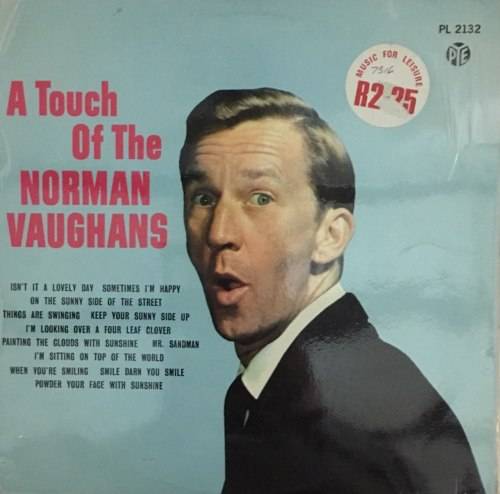 PL 2132
PYE
MUSIC FOR LEISURE
R2 25
A Touch
Of The
NORMAN
VAUGHANS
ISN'T IT A LOVELY DAY SOMETIMES I'M HAPPY
ON THE SUNNY SIDE OF THE STREET
THINGS ARE SWINGING KEEP YOUR SUNNY SIDE UP
I'M LOOKING OVER A FOUR LEAF CLOVER
PAINTING THE CLOUDS WITH SUNSHINE MR. SANDMAN
I'M SITTING ON TOP OF THE WORLD
WHEN YOU'RE SMILING SMILE DARN YOU SMILE
POWDER YOUR FACE WITH SUNSHINE